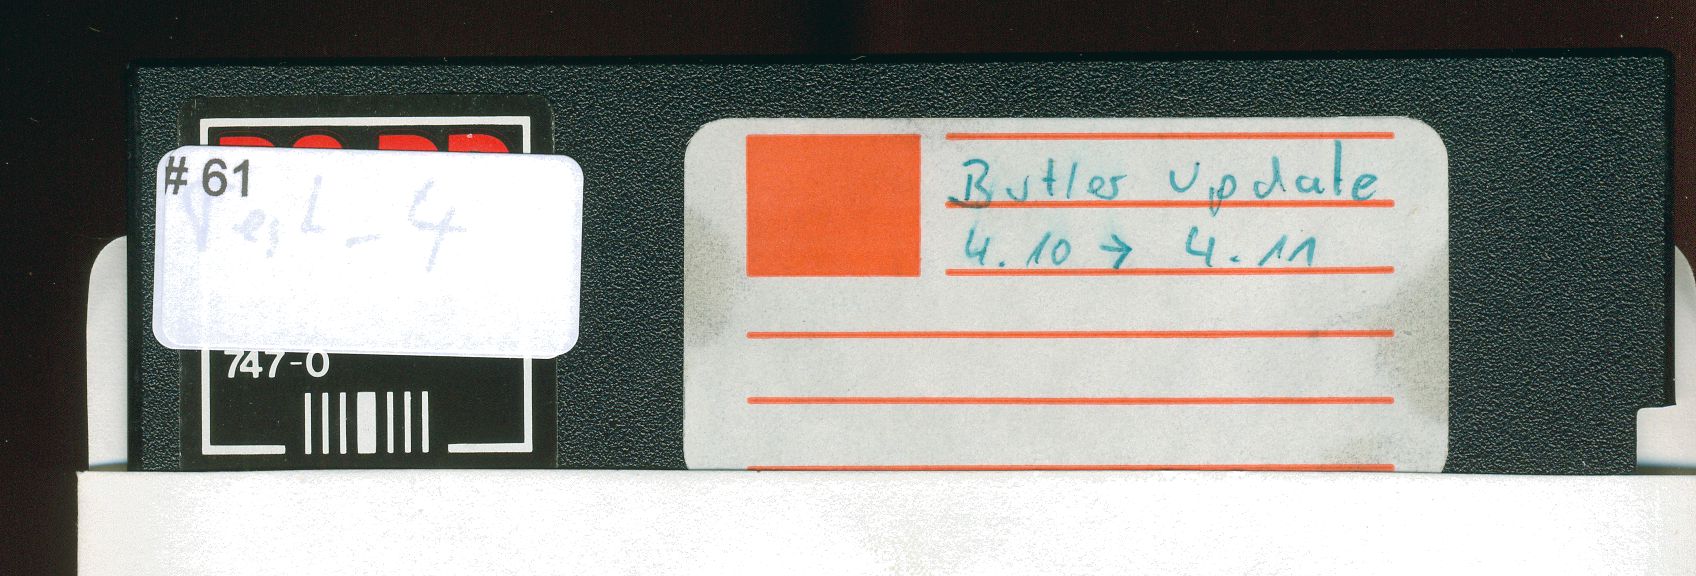 # 61
747-0
Butler Update
4.10 → 4.11